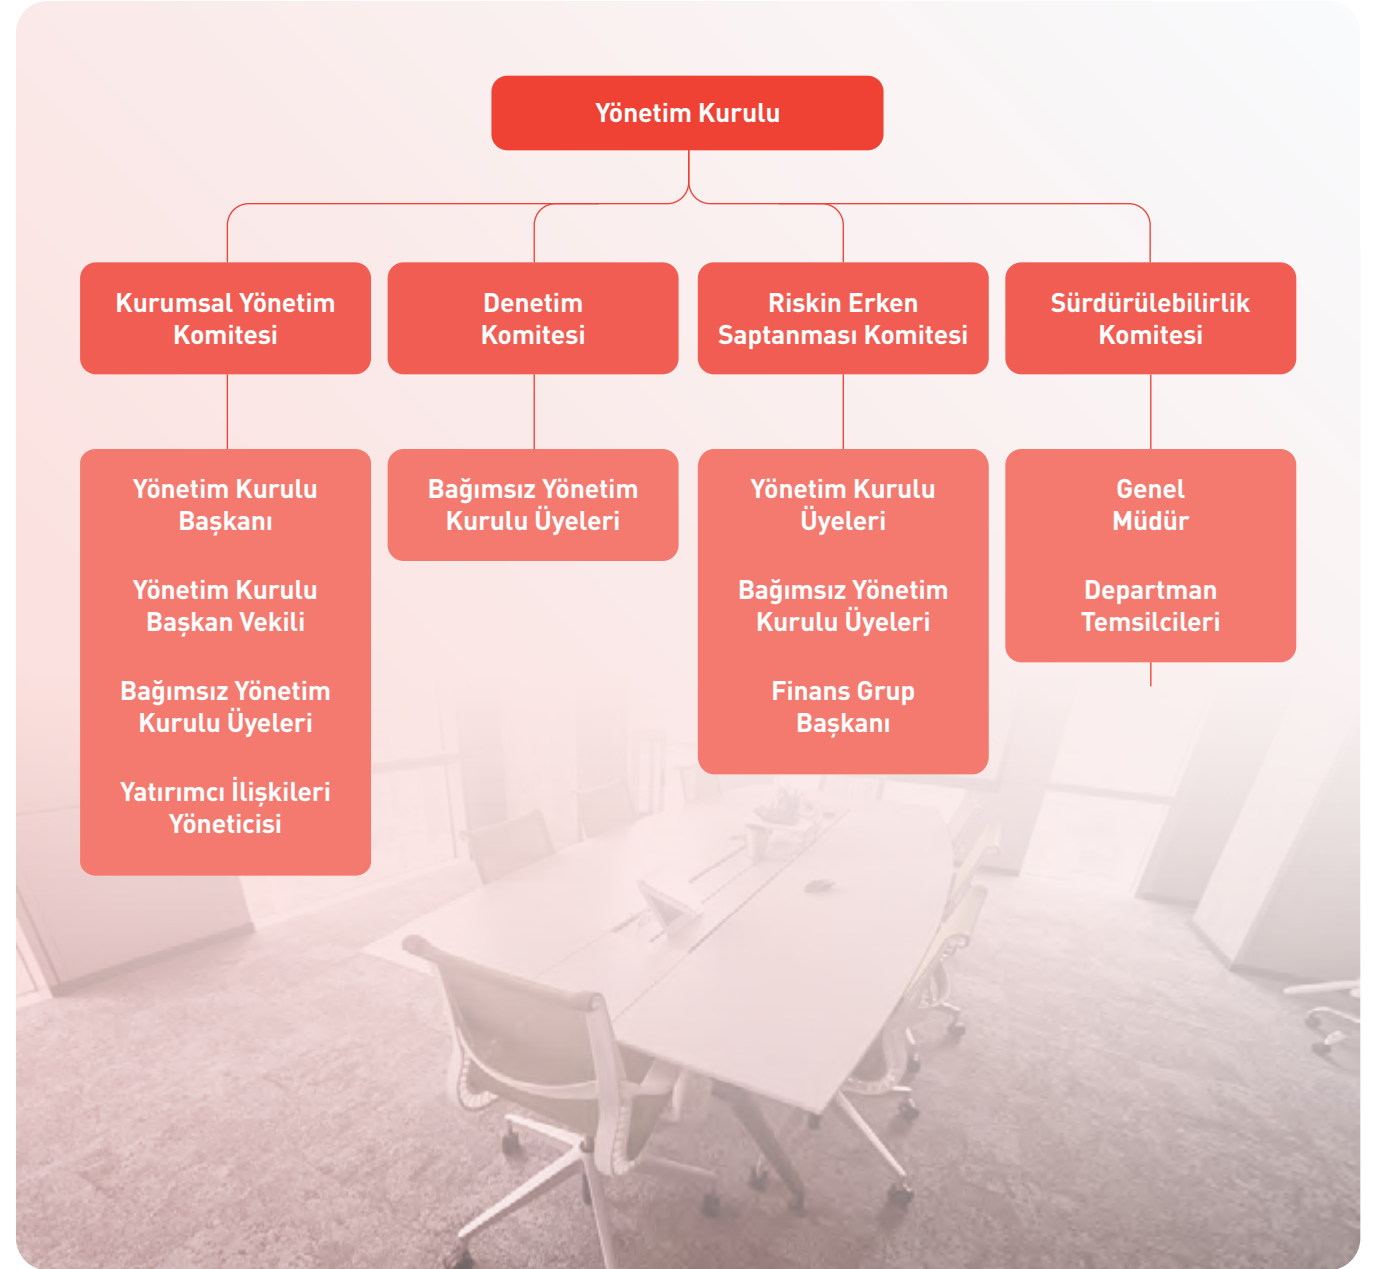 Yönetim Kurulu
Kurumsal Yönetim
Komitesi
Denetim
Komitesi
Riskin Erken
Saptanması Komitesi
Sürdürülebilirlik
Komitesi
Yönetim Kurulu
Başkanı
Yönetim Kurulu
Başkan Vekili
Bağımsız Yönetim
Kurulu Üyeleri
Yatırımcı İlişkileri
Yöneticisi
Bağımsız Yönetim
Kurulu Üyeleri
Yönetim Kurulu
Üyeleri
Bağımsız Yönetim
Kurulu Üyeleri
Finans Grup
Başkanı
Genel
Müdür
Departman
Temsilcileri